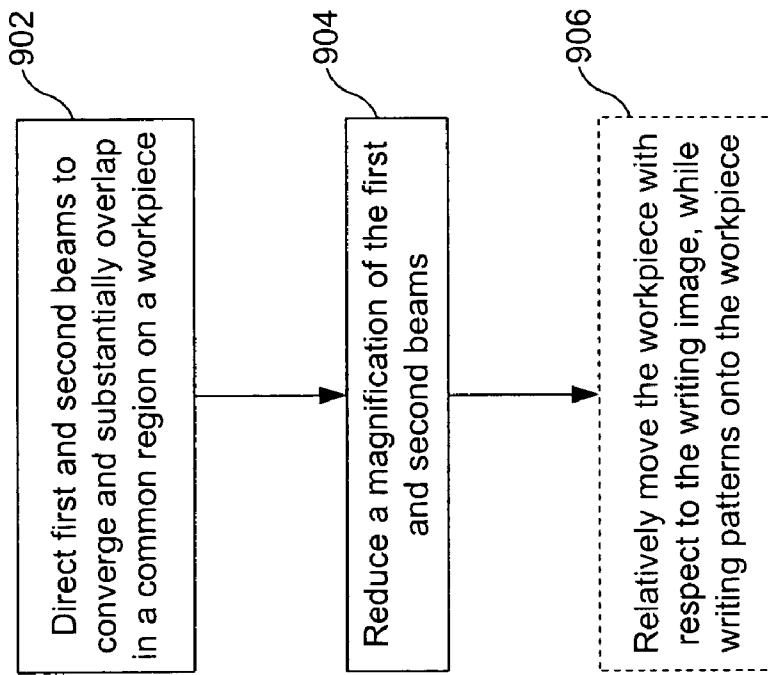 902
Direct first and second beams to
converge and substantially overlap
in a common region on a workpiece
904
Reduce a magnification of the first
and second beams
906
Relatively move the workpiece with
respect to the writing image, while
writing patterns onto the workpiece